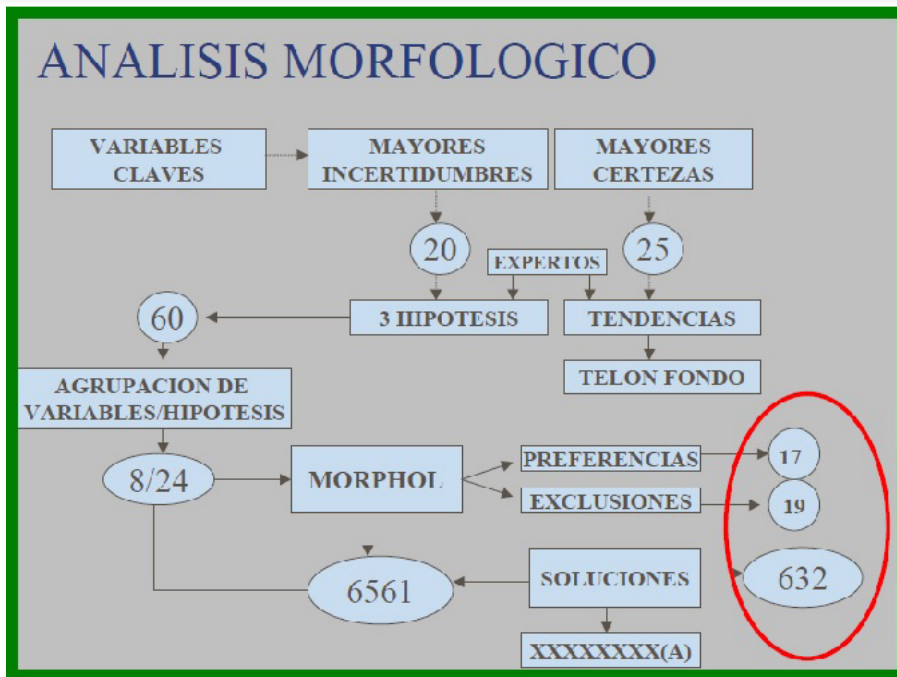 ANALISIS MORFOLOGICO
VARIABLES
CLAVES
MAYORES
INCERTIDUMBRES
MAYORES
CERTEZAS
20
EXPERTOS
25
60
3 HIPOTESIS
TENDENCIAS
TELON FONDO
AGRUPACION DE
VARIABLES/HIPOTESIS
8/24
MORPHOL
PREFERENCIAS
17
EXCLUSIONES
19
6561
SOLUCIONES
632
XXXXXXXX(A)